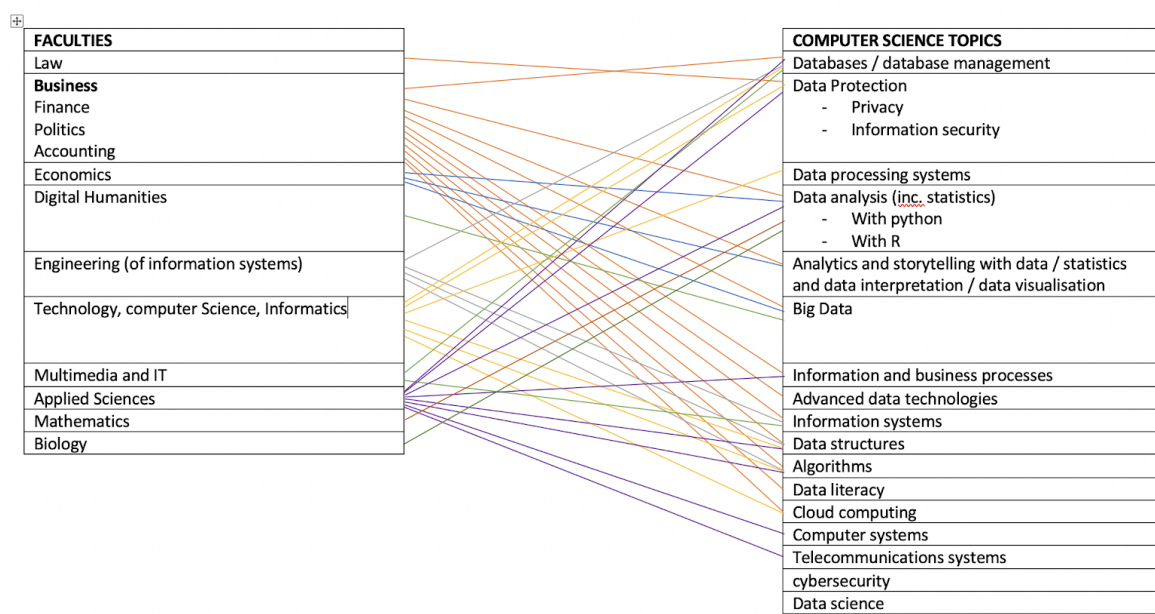 FACULTIES
Law
Business
Finance
Politics
Accounting
Economics
Digital Humanities
Engineering (of information systems)
Technology, computer Science, Informatics
Multimedia and IT
Applied Sciences
Mathematics
Biology
COMPUTER SCIENCE TOPICS
Databases / database management
Data Protection
- Privacy
- Information security
Data processing systems
Data analysis (inc. statistics)
- With python
- With R
Analytics and storytelling with data / statistics
and data interpretation / data visualisation
Big Data
Information and business processes
Advanced data technologies
Information systems
Data structures
Algorithms
Data literacy
Cloud computing
Computer systems
Telecommunications systems
cybersecurity
Data science